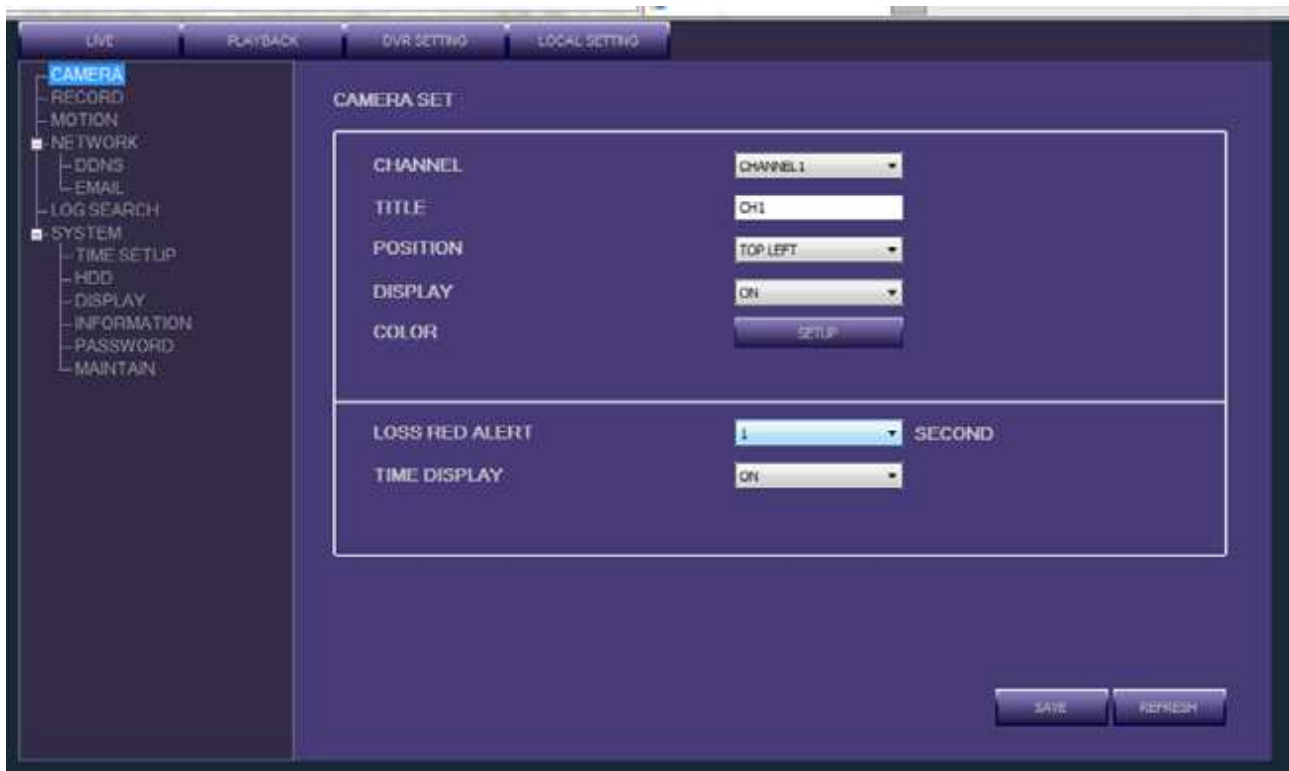 LIVE PLAYBACK DVR SETTING LOCAL SETTING
CAMERA
RECORD
MOTION
NETWORK
DDNS
EMAIL
LOG SEARCH
SYSTEM
TIME SETUP
HDD
DISPLAY
INFORMATION
PASSWORD
MAINTAIN
CAMERA SET
CHANNEL CHANNEL1
TITLE CH1
POSITION TOP LEFT
DISPLAY ON
COLOR SETUP
LOSS RED ALERT 1 SECOND
TIME DISPLAY ON
SAVE REFRESH